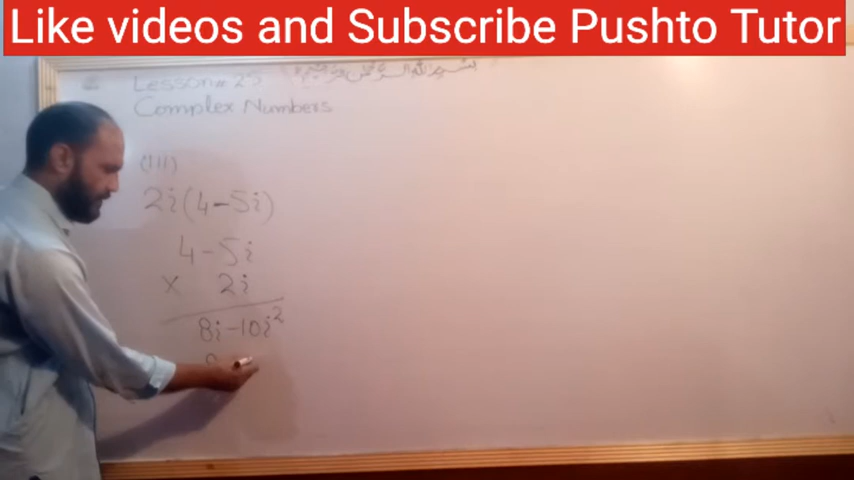 Like videos and Subscribe Pushto Tutor
Lesson# 25
Complex Numbers
(III)
2i(4-5i)
4-5i
x 2i
8i-10i²
8